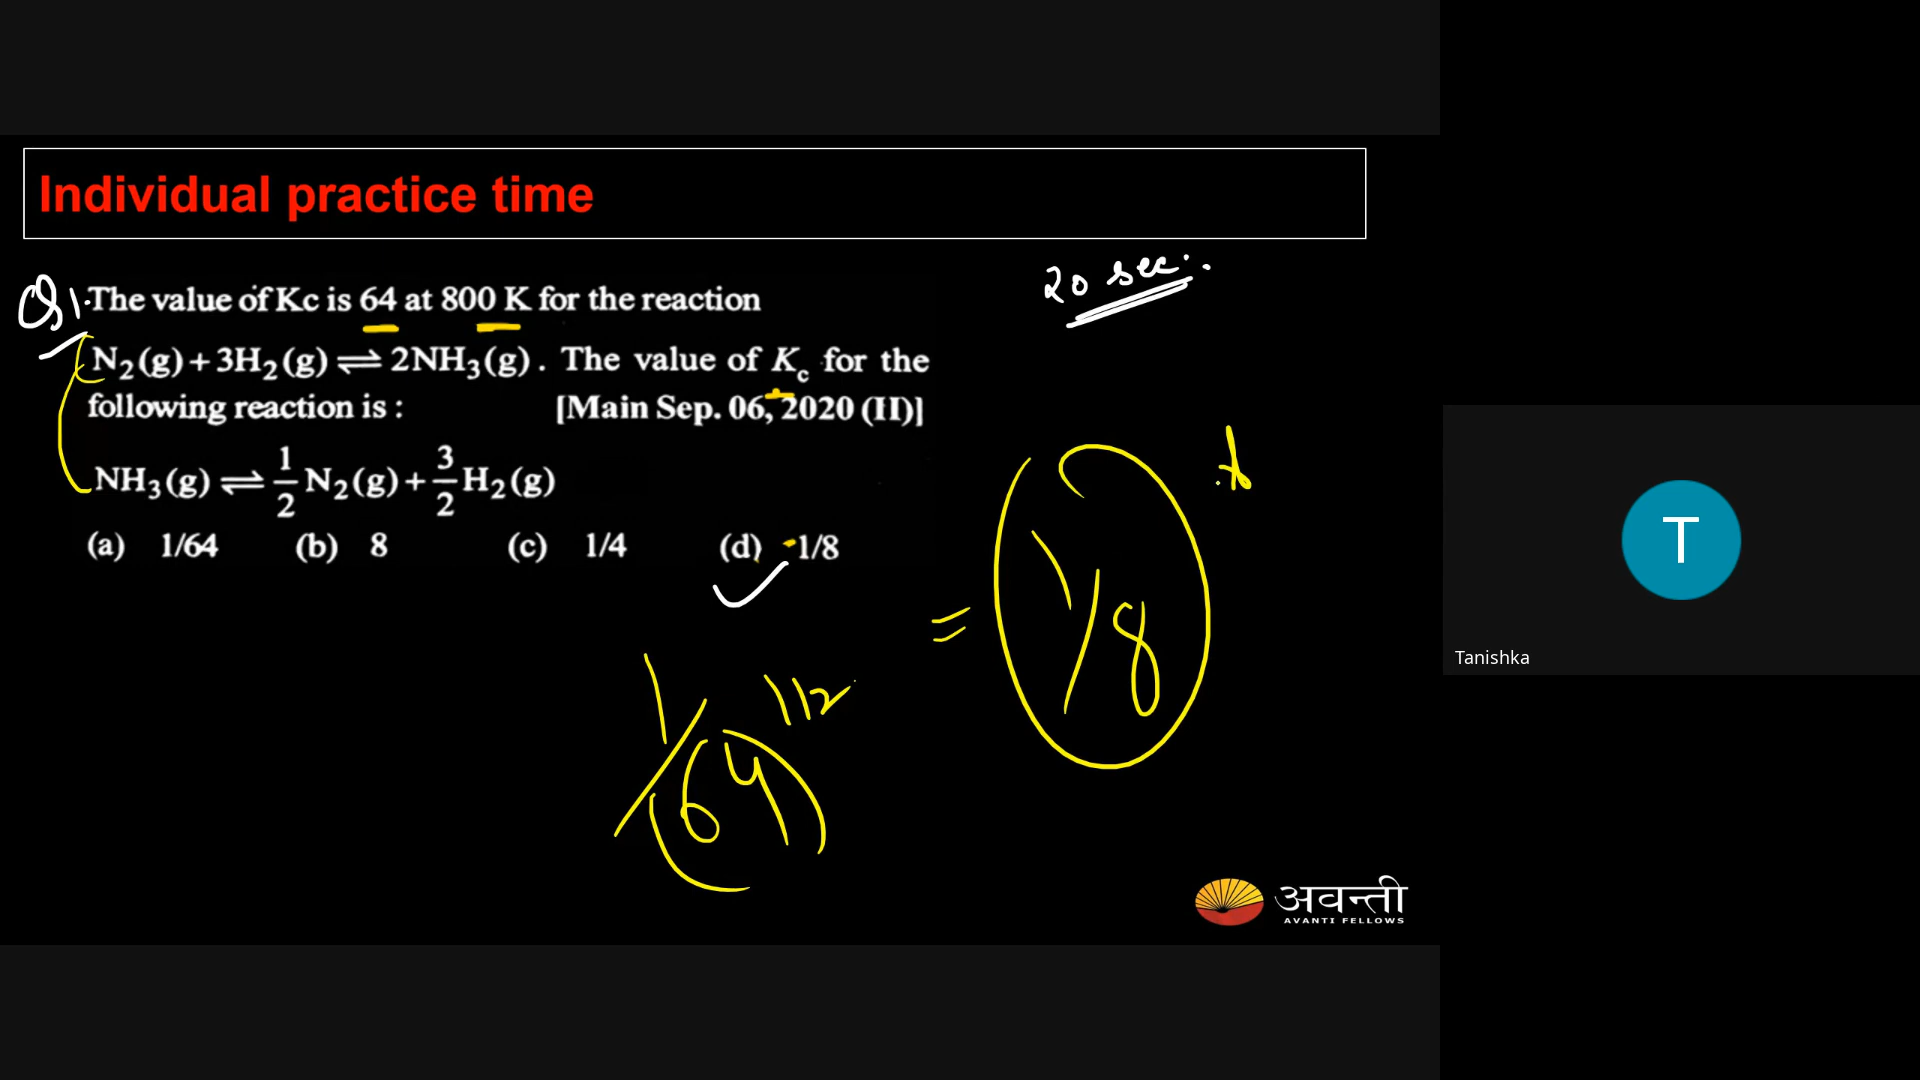 Individual practice time
20 sec.
Q1. The value of Kc is 64 at 800 K for the reaction
N₂(g) + 3H₂(g) ⇌ 2NH₃(g). The value of K꜀ for the
following reaction is : [Main Sep. 06, 2020 (II)]
NH₃(g) ⇌ 1/2 N₂(g) + 3/2 H₂(g)
(a) 1/64 (b) 8 (c) 1/4 (d) 1/8
1/(64)^1/2 = 1/8
Tanishka
T
अवन्ती
AVANTI FELLOWS